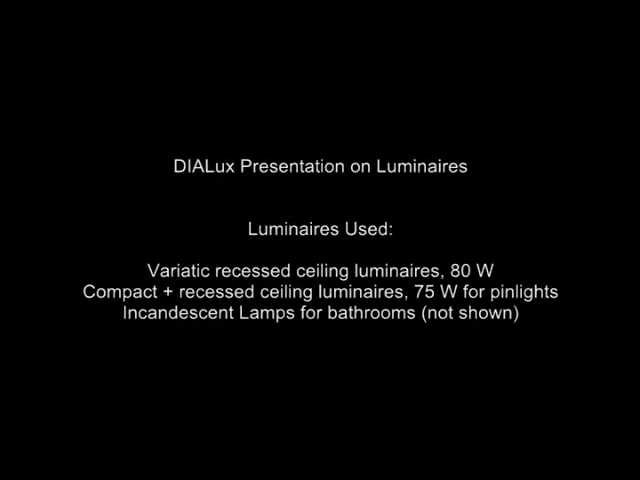 DIALux Presentation on Luminaires
Luminaires Used:
Variatic recessed ceiling luminaires, 80 W
Compact + recessed ceiling luminaires, 75 W for pinlights
Incandescent Lamps for bathrooms (not shown)